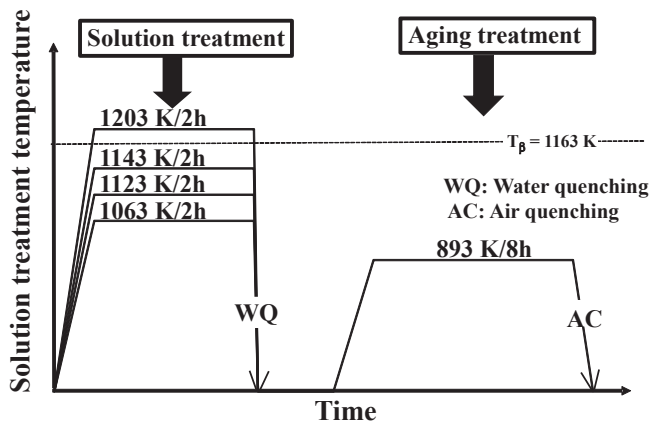 Solution treatment
Aging treatment
1203 K/2h
T_β = 1163 K
1143 K/2h
1123 K/2h
WQ: Water quenching
AC: Air quenching
1063 K/2h
893 K/8h
WQ
AC
Solution treatment temperature
Time